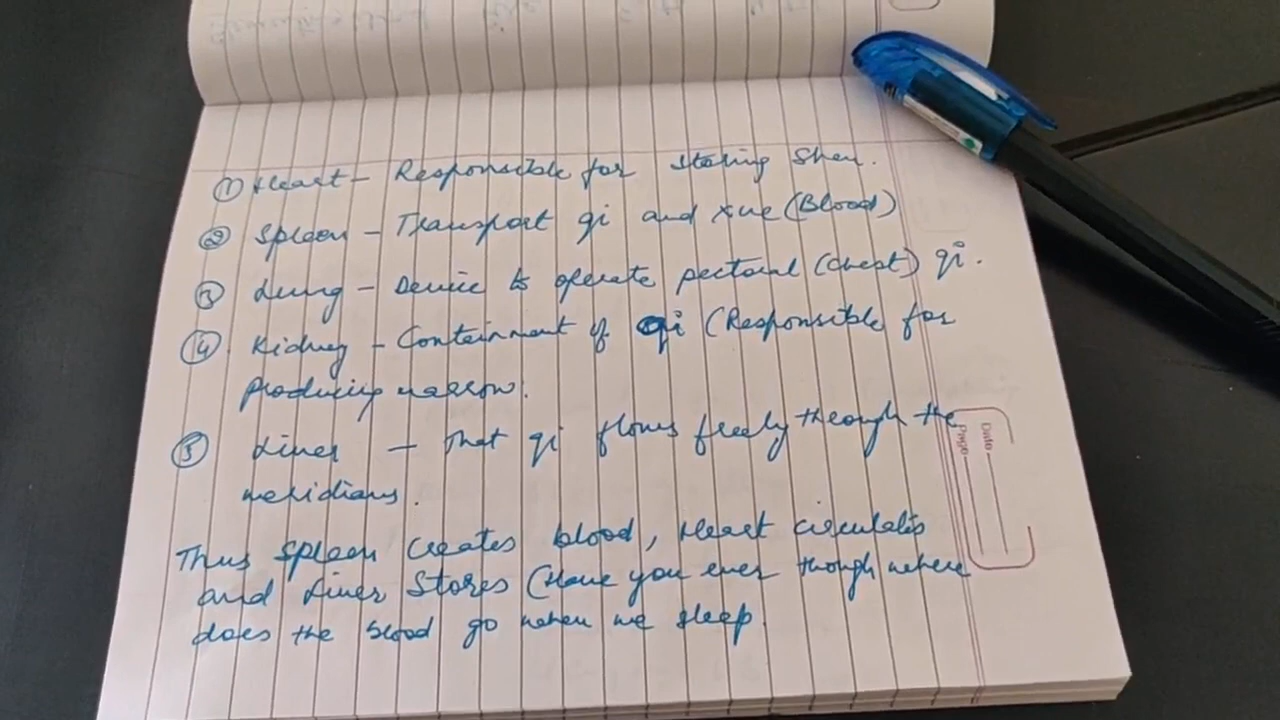 ① Heart - Responsible for storing Shen.
② Spleen - Transport qi and xue (Blood)
③ Lung - Device to operate pectoral (chest) qi.
④ Kidney - Containment of qi (Responsible for
producing marrow.
⑤ Liver - That qi flows freely through the
meridians.
Thus Spleen creates blood, Heart circulates
and Liver Stores (Have you ever though where
does the blood go when we sleep.
Date
Page